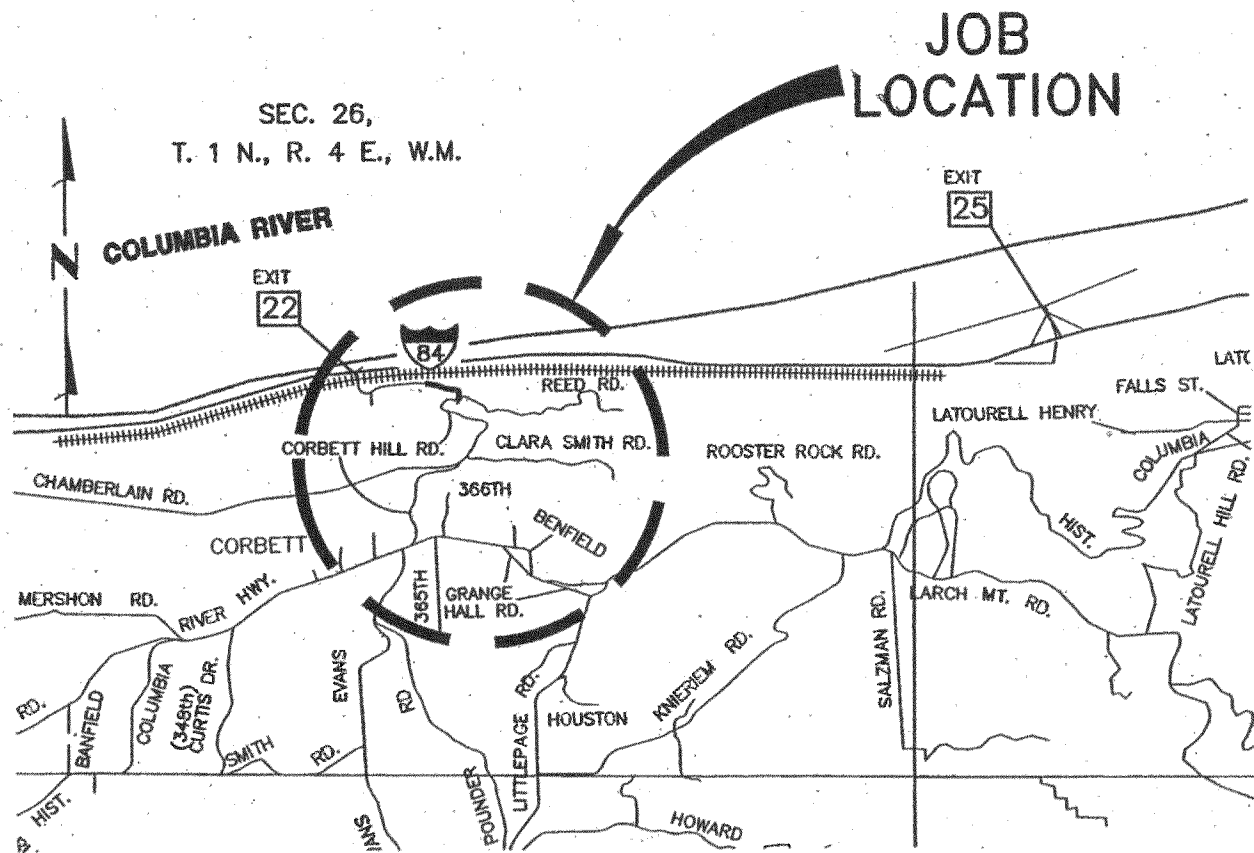 JOB
LOCATION
SEC. 26,
T. 1 N., R. 4 E., W.M.
EXIT
25
N
COLUMBIA RIVER
EXIT
22
84
REED RD.
FALLS ST.
LATOURELL HENRY
CORBETT HILL RD.
CLARA SMITH RD.
ROOSTER ROCK RD.
COLUMBIA
CHAMBERLAIN RD.
366TH
BENFIELD
HIST.
LATOURELL HILL RD.
CORBETT
MERSHON RD.
RIVER HWY.
365TH
GRANGE
HALL RD.
LARCH MT. RD.
SALZMAN RD.
EVANS
RD
RD.
KNIERIEM RD.
HOUSTON
LITTLEPAGE
RD.
BANFIELD
COLUMBIA
(348th)
CURTIS DR.
SMITH
RD.
POUNDER
HIST.
HOWARD